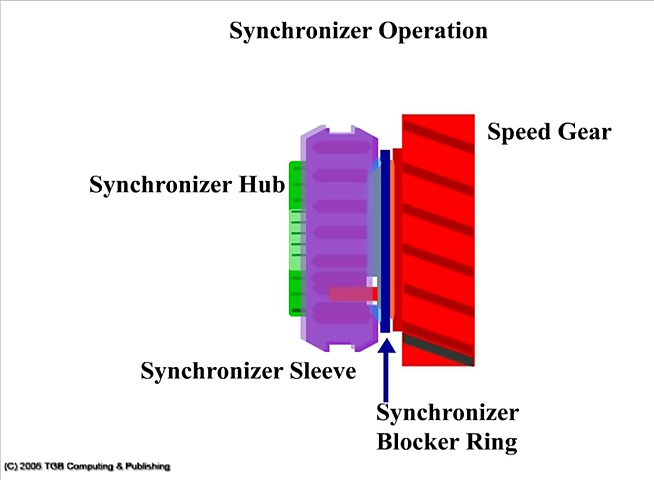 Synchronizer Operation
Speed Gear
Synchronizer Hub
Synchronizer Sleeve
Synchronizer
Blocker Ring
(C) 2005 TGB Computing & Publishing